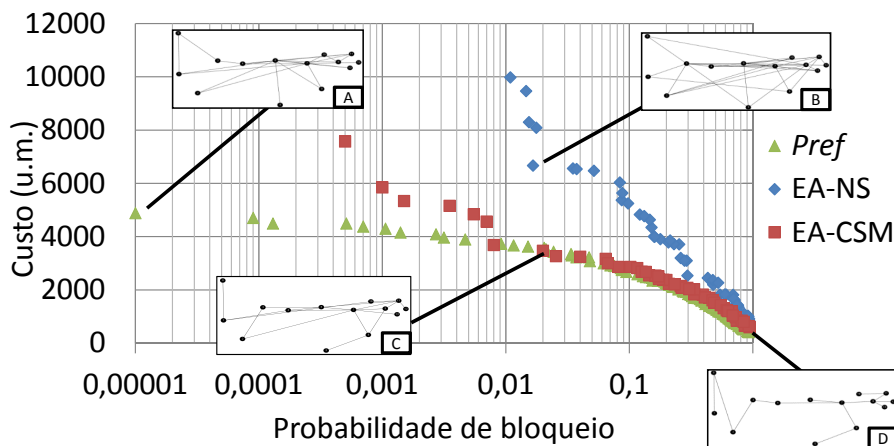 12000
10000
8000
6000
4000
2000
0
Custo (u.m.)
A
B
C
D
Pref
EA-NS
EA-CSM
0,00001 0,0001 0,001 0,01 0,1
Probabilidade de bloqueio